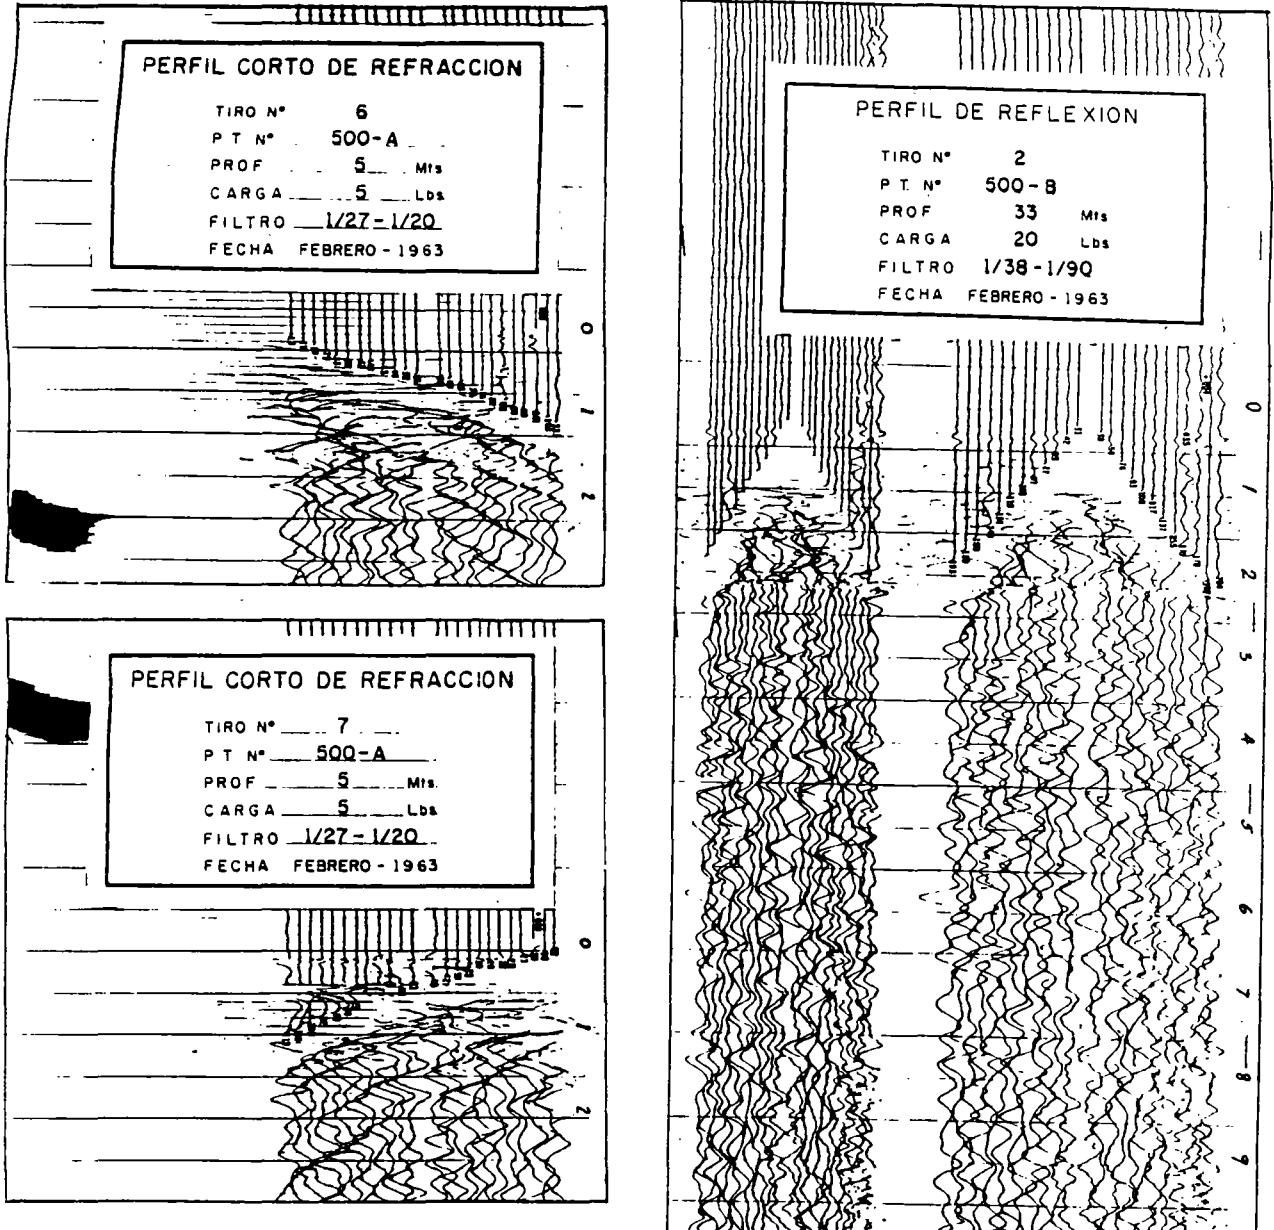 PERFIL CORTO DE REFRACCION
TIRO Nº 6
P T Nº 500-A
PROF 5 Mts
CARGA 5 Lbs
FILTRO 1/27-1/20
FECHA FEBRERO-1963
0
1
2
PERFIL CORTO DE REFRACCION
TIRO Nº 7
P T Nº 500-A
PROF 5 Mts.
CARGA 5 Lbs
FILTRO 1/27-1/20
FECHA FEBRERO-1963
0
1
2
PERFIL DE REFLEXION
TIRO Nº 2
P T. Nº 500-B
PROF 33 Mts
CARGA 20 Lbs
FILTRO 1/38-1/90
FECHA FEBRERO-1963
0
1
2
3
4
5
6
7
8
9